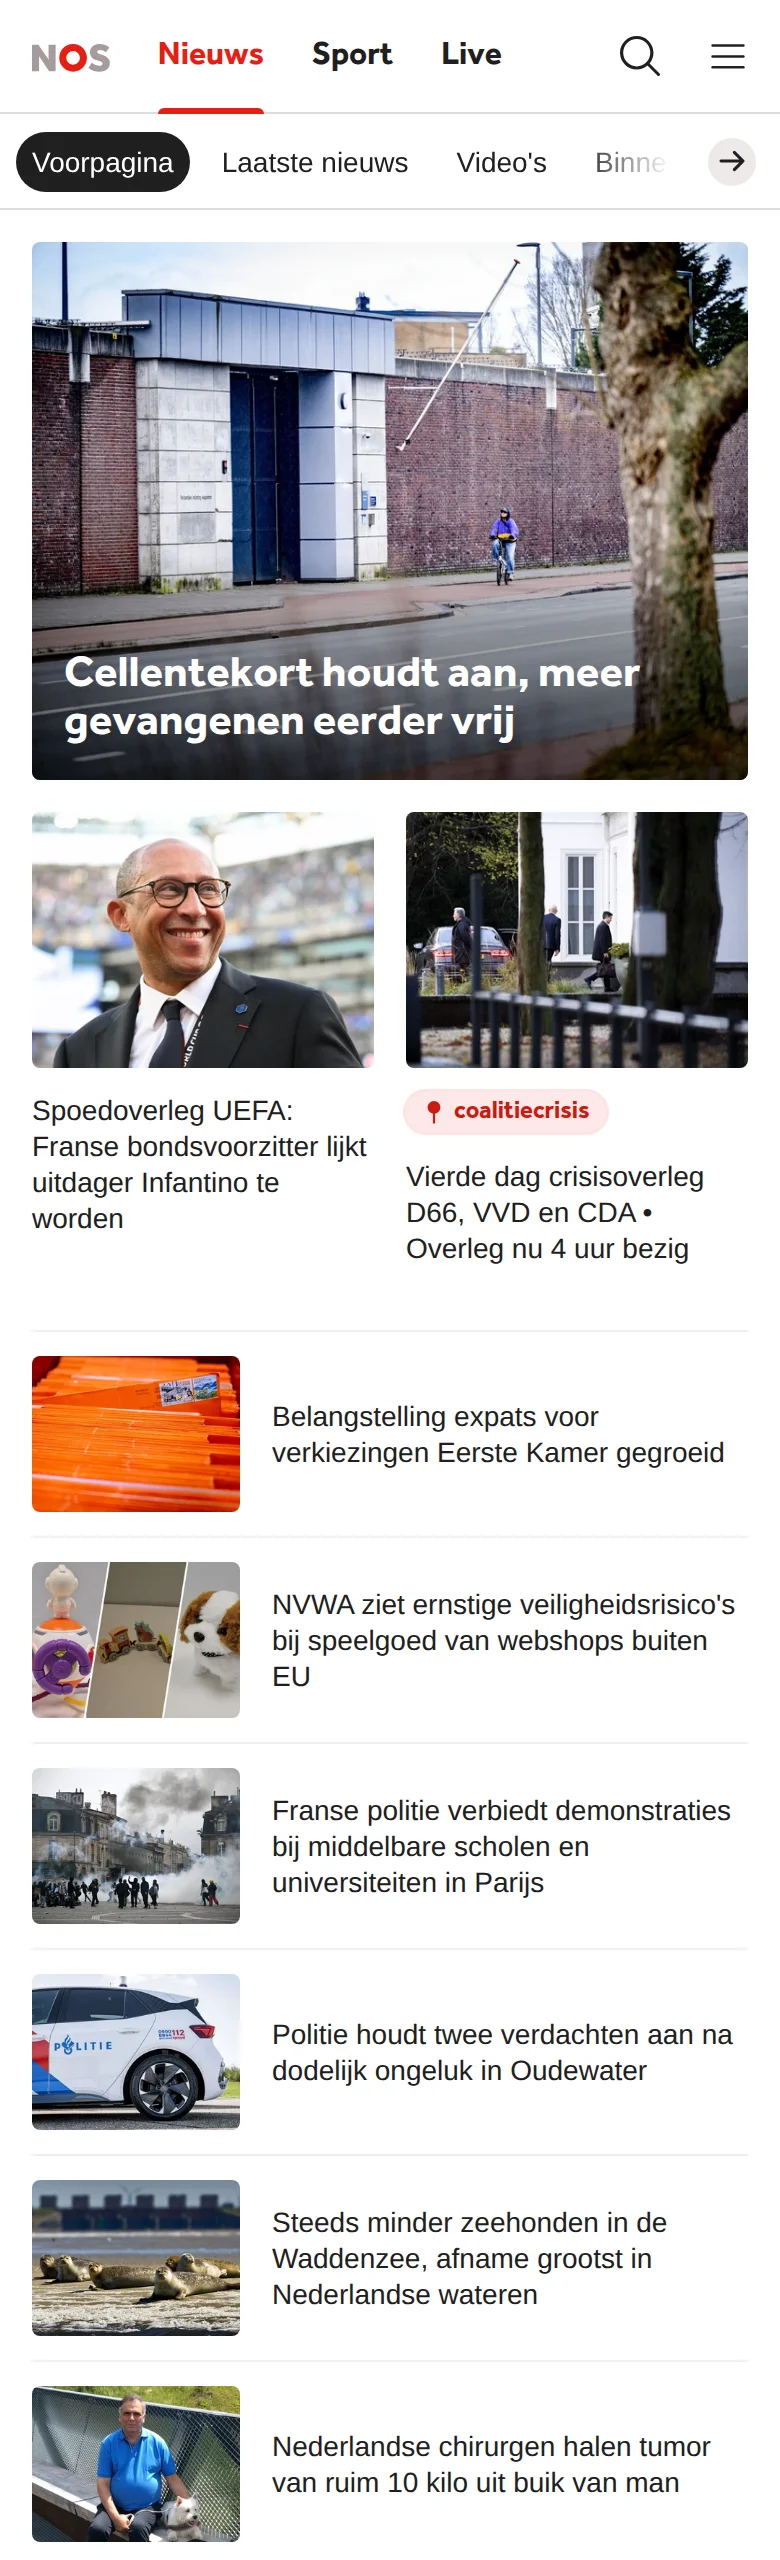 NOS
Nieuws
Sport
Live
Voorpagina
Laatste nieuws
Video's
Binne
Cellentekort houdt aan, meer
gevangenen eerder vrij
Spoedoverleg UEFA:
Franse bondsvoorzitter lijkt
uitdager Infantino te
worden
coalitiecrisis
Vierde dag crisisoverleg
D66, VVD en CDA •
Overleg nu 4 uur bezig
Belangstelling expats voor
verkiezingen Eerste Kamer gegroeid
NVWA ziet ernstige veiligheidsrisico's
bij speelgoed van webshops buiten
EU
Franse politie verbiedt demonstraties
bij middelbare scholen en
universiteiten in Parijs
POLITIE
112
Politie houdt twee verdachten aan na
dodelijk ongeluk in Oudewater
Steeds minder zeehonden in de
Waddenzee, afname grootst in
Nederlandse wateren
Nederlandse chirurgen halen tumor
van ruim 10 kilo uit buik van man